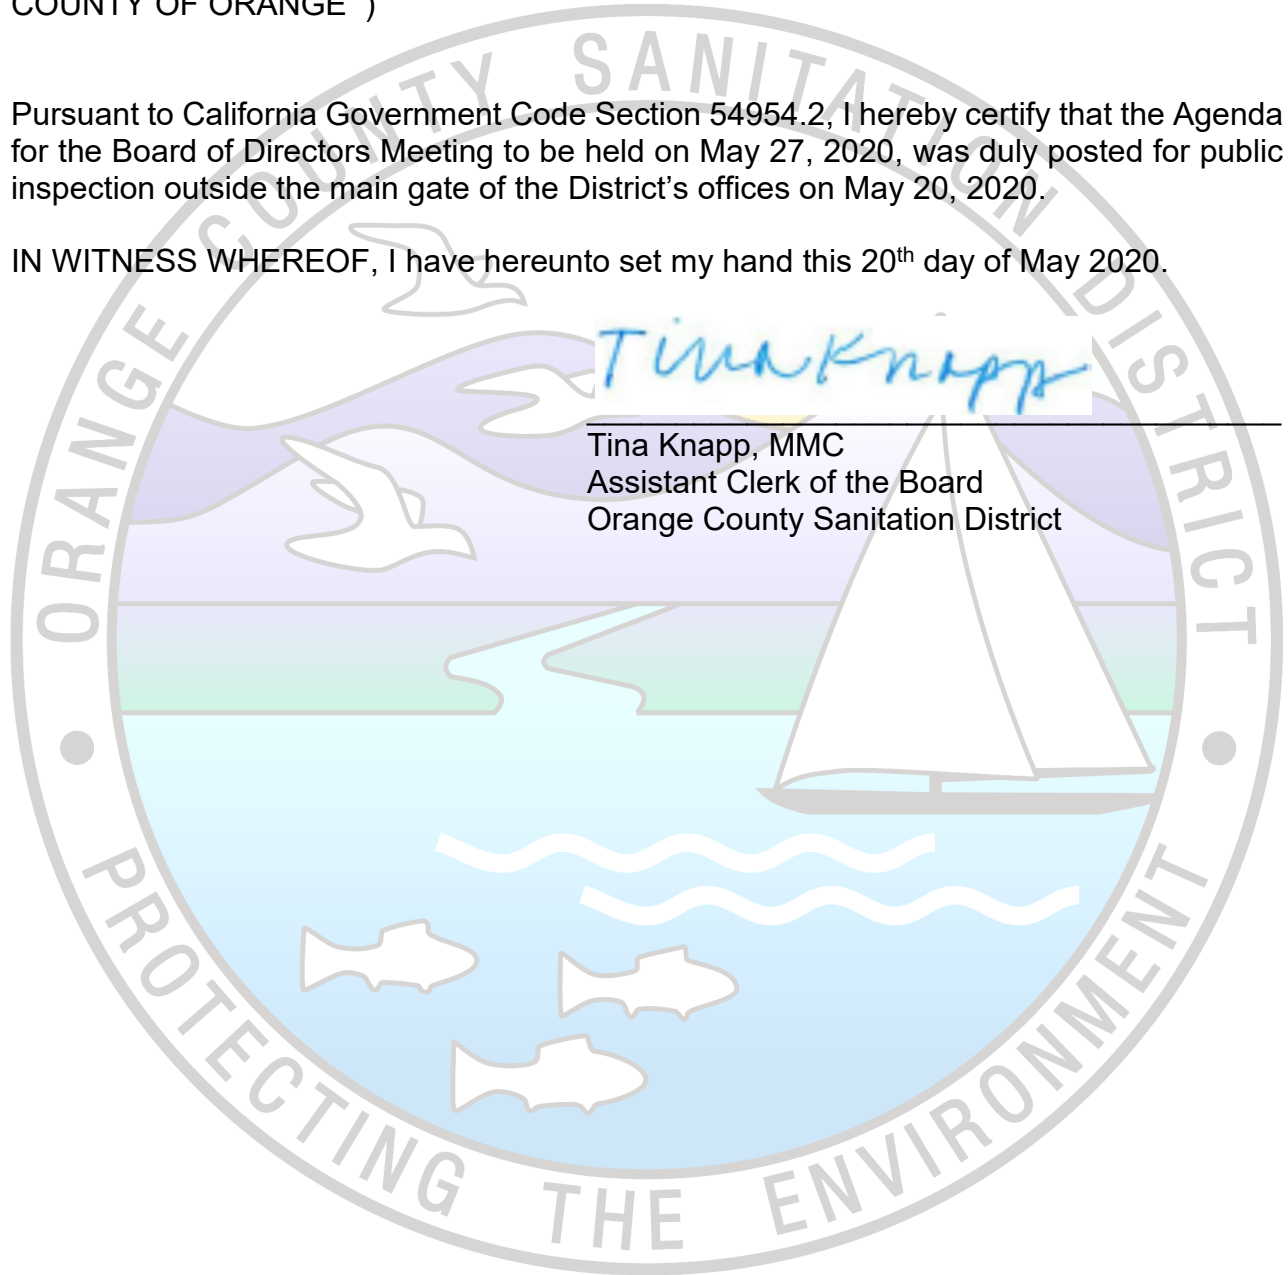 COUNTY OF ORANGE )
Pursuant to California Government Code Section 54954.2, I hereby certify that the Agenda
for the Board of Directors Meeting to be held on May 27, 2020, was duly posted for public
inspection outside the main gate of the District’s offices on May 20, 2020.
IN WITNESS WHEREOF, I have hereunto set my hand this 20th day of May 2020.
Tina Knapp
Tina Knapp, MMC
Assistant Clerk of the Board
Orange County Sanitation District
ORANGE COUNTY SANITATION DISTRICT
PROTECTING THE ENVIRONMENT